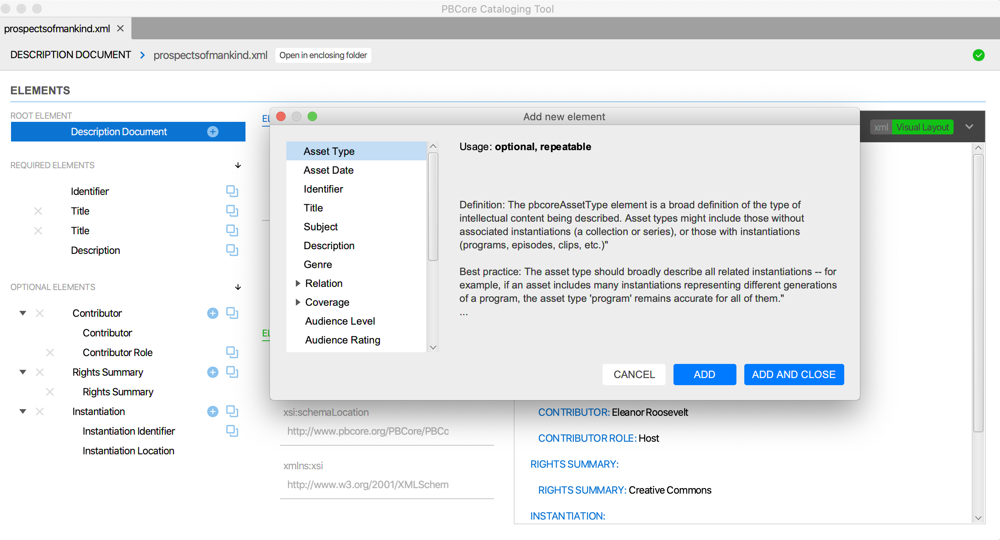 PBCore Cataloging Tool
prospectsofmankind.xml
DESCRIPTION DOCUMENT > prospectsofmankind.xml Open in enclosing folder
ELEMENTS
ROOT ELEMENT
Description Document
REQUIRED ELEMENTS
Identifier
Title
Title
Description
OPTIONAL ELEMENTS
Contributor
Contributor
Contributor Role
Rights Summary
Rights Summary
Instantiation
Instantiation Identifier
Instantiation Location
Add new element
Asset Type
Asset Date
Identifier
Title
Subject
Description
Genre
Relation
Coverage
Audience Level
Audience Rating
Usage: optional, repeatable
Definition: The pbcoreAssetType element is a broad definition of the type of
intellectual content being described. Asset types might include those without
associated instantiations (a collection or series), or those with instantiations
(programs, episodes, clips, etc.)"
Best practice: The asset type should broadly describe all related instantiations -- for
example, if an asset includes many instantiations representing different generations
of a program, the asset type 'program' remains accurate for all of them."
...
CANCEL
ADD
ADD AND CLOSE
xml Visual Layout
xsi:schemaLocation
http://www.pbcore.org/PBCore/PBCo
xmlns:xsi
http://www.w3.org/2001/XMLSchem
CONTRIBUTOR: Eleanor Roosevelt
CONTRIBUTOR ROLE: Host
RIGHTS SUMMARY:
RIGHTS SUMMARY: Creative Commons
INSTANTIATION: